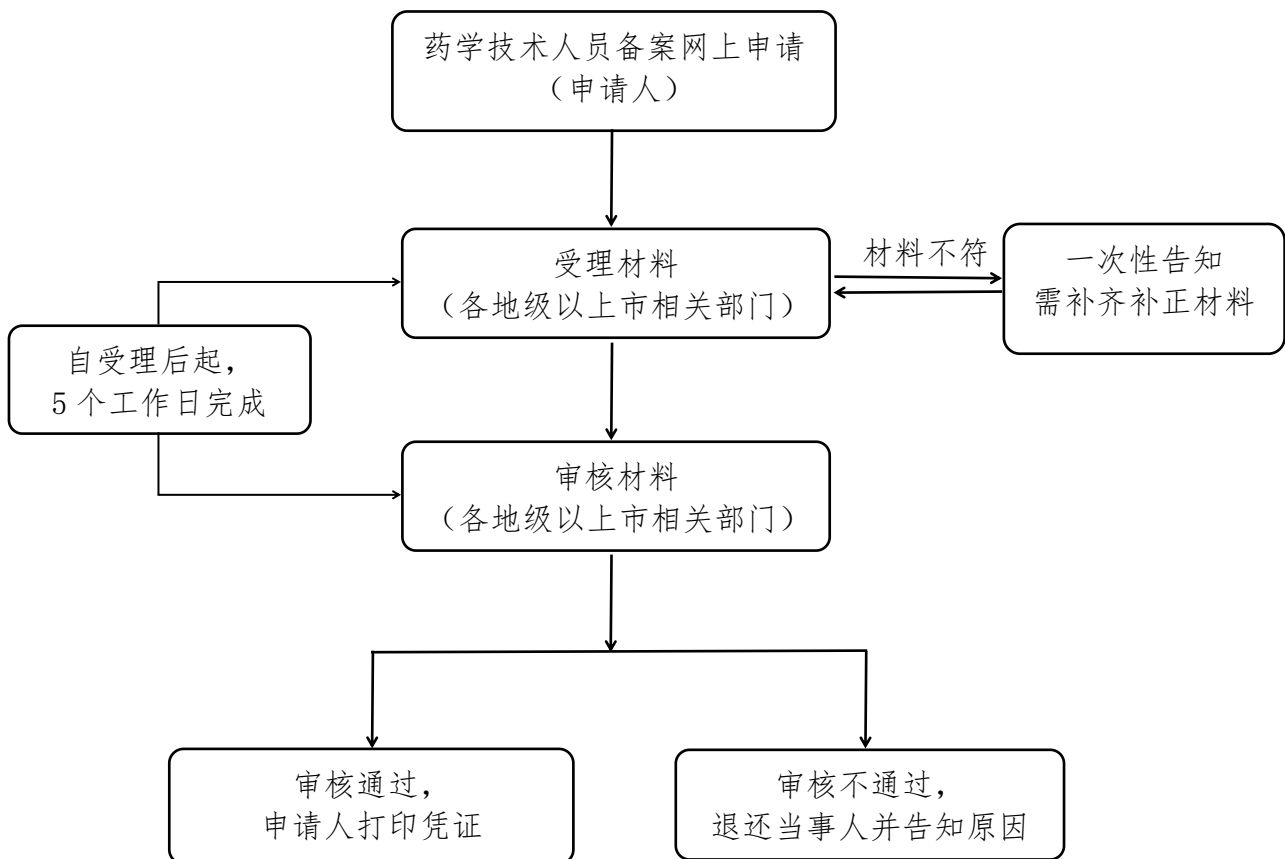 药学技术人员备案网上申请
（申请人）
受理材料
（各地级以上市相关部门）
材料不符
一次性告知
需补齐补正材料
自受理后起，
5 个工作日完成
审核材料
（各地级以上市相关部门）
审核通过，
申请人打印凭证
审核不通过，
退还当事人并告知原因